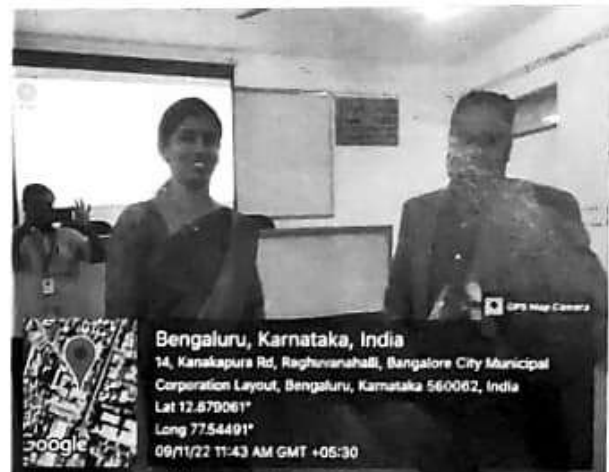 GPS Map Camera
Bengaluru, Karnataka, India
14, Kanakapura Rd, Raghuvanahalli, Bangalore City Municipal
Corporation Layout, Bengaluru, Karnataka 560062, India
Lat 12.879061°
Long 77.54491°
09/11/22 11:43 AM GMT +05:30
Google